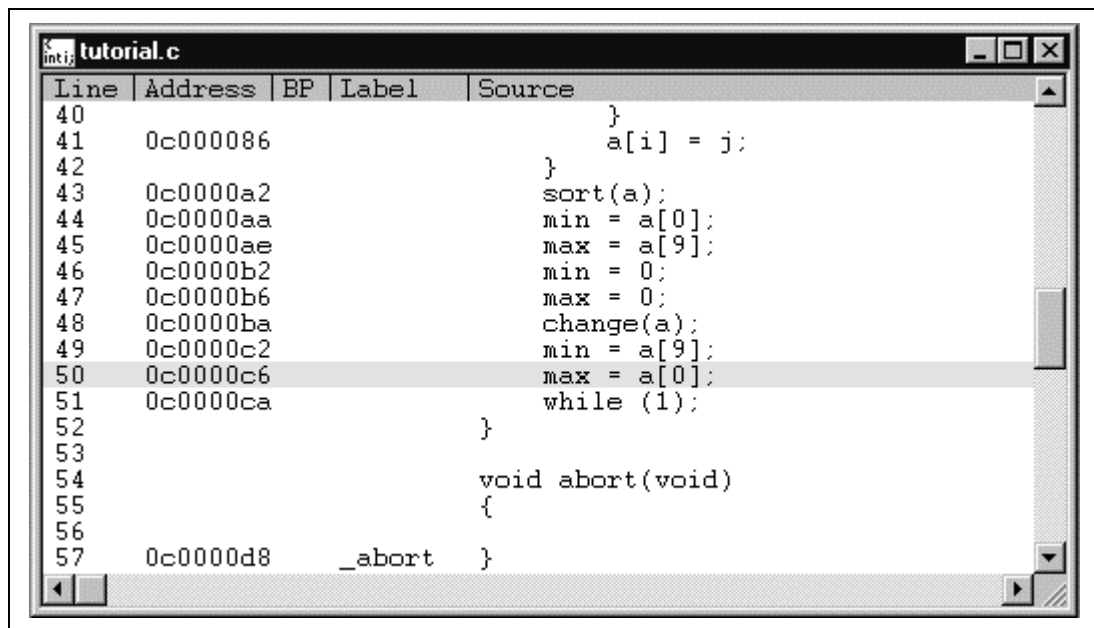 inti; tutorial.c
Line Address BP Label Source
40 }
41 0c000086 a[i] = j;
42 }
43 0c0000a2 sort(a);
44 0c0000aa min = a[0];
45 0c0000ae max = a[9];
46 0c0000b2 min = 0;
47 0c0000b6 max = 0;
48 0c0000ba change(a);
49 0c0000c2 min = a[9];
50 0c0000c6 max = a[0];
51 0c0000ca while (1);
52 }
53
54 void abort(void)
55 {
56
57 0c0000d8 _abort }